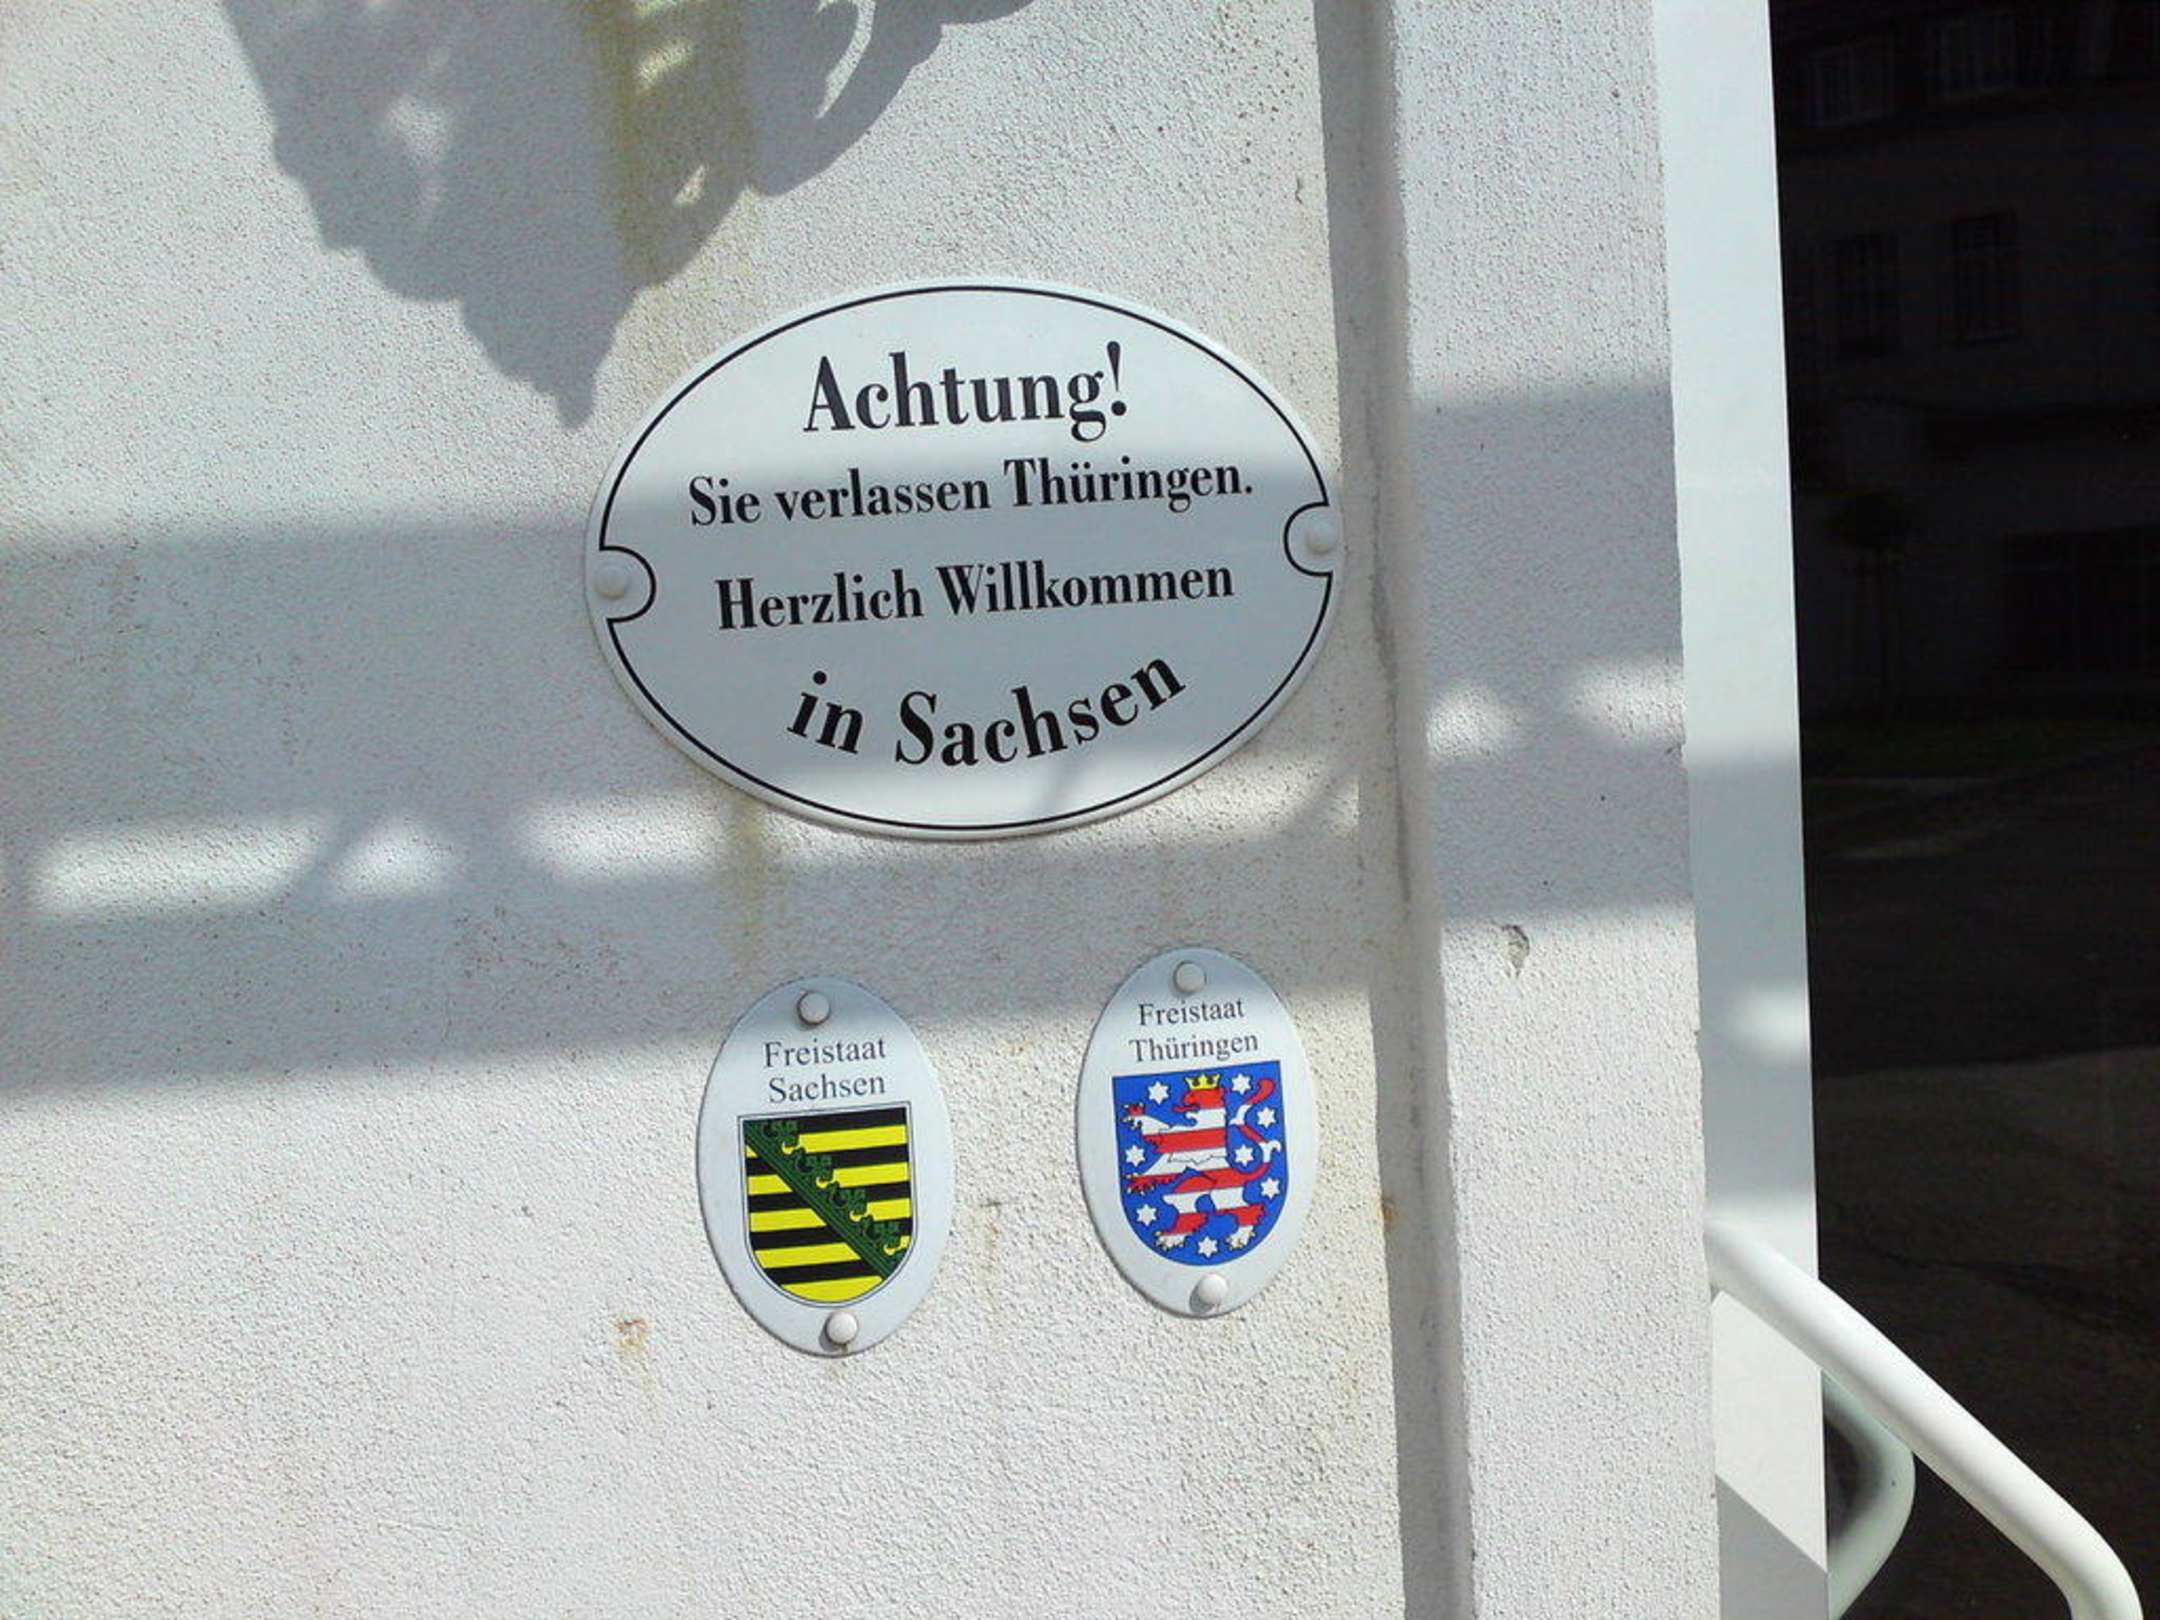 Achtung!
Sie verlassen Thüringen.
Herzlich Willkommen
in Sachsen
Freistaat
Sachsen
Freistaat
Thüringen